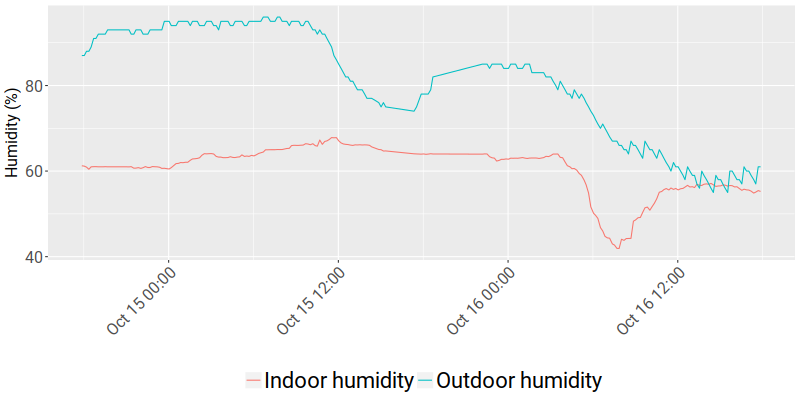 Humidity (%)
80
60
40
Oct 15 00:00
Oct 15 12:00
Oct 16 00:00
Oct 16 12:00
Indoor humidity Outdoor humidity